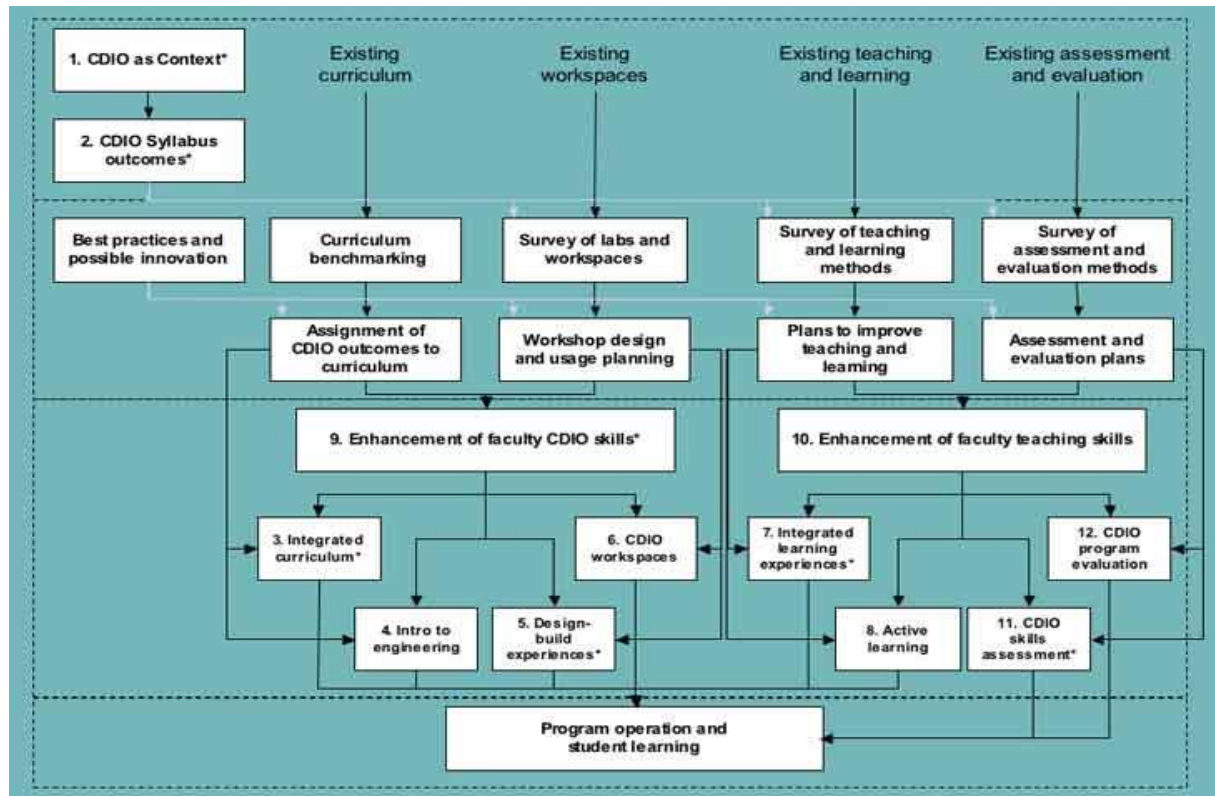 1. CDIO as Context*
Existing
curriculum
Existing
workspaces
Existing teaching
and learning
Existing assessment
and evaluation
2. CDIO Syllabus
outcomes*
Best practices and
possible innovation
Curriculum
benchmarking
Survey of labs and
workspaces
Survey of teaching
and learning
methods
Survey of
assessment and
evaluation methods
Assignment of
CDIO outcomes to
curriculum
Workshop design
and usage planning
Plans to improve
teaching and
learning
Assessment and
evaluation plans
9. Enhancement of faculty CDIO skills*
10. Enhancement of faculty teaching skills
3. Integrated
curriculum*
6. CDIO
workspaces
7. Integrated
learning
experiences*
12. CDIO
program
evaluation
4. Intro to
engineering
5. Design-
build
experiences*
8. Active
learning
11. CDIO
skills
assessment*
Program operation and
student learning